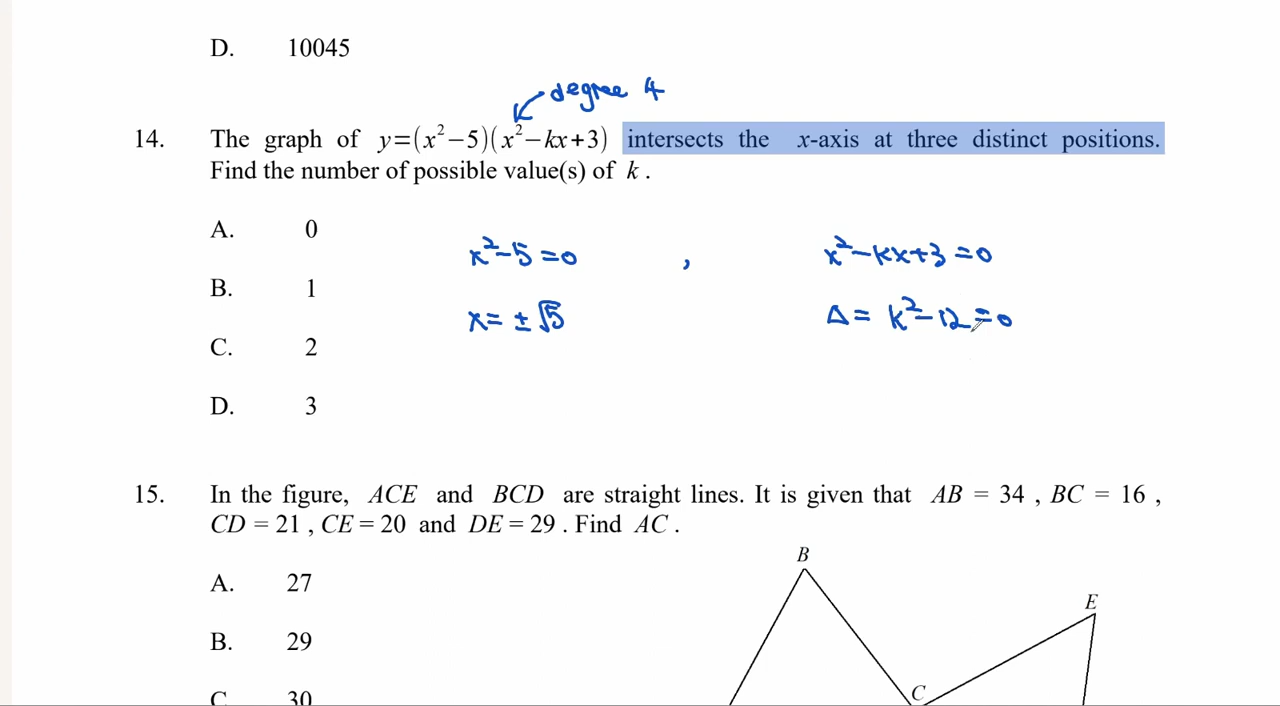 D. 10045
degree 4
14. The graph of y=(x²−5)(x²−kx+3) intersects the x-axis at three distinct positions.
Find the number of possible value(s) of k .
A. 0
x²−5=0 , x²−kx+3=0
B. 1
x=±√5 Δ= k²−12=0
C. 2
D. 3
15. In the figure, ACE and BCD are straight lines. It is given that AB = 34 , BC = 16 ,
CD = 21 , CE = 20 and DE = 29 . Find AC .
B
A. 27
E
B. 29
C
C 30